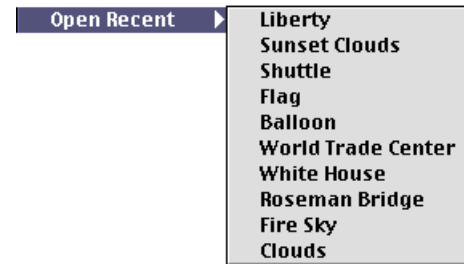 Open Recent
Liberty
Sunset Clouds
Shuttle
Flag
Balloon
World Trade Center
White House
Roseman Bridge
Fire Sky
Clouds